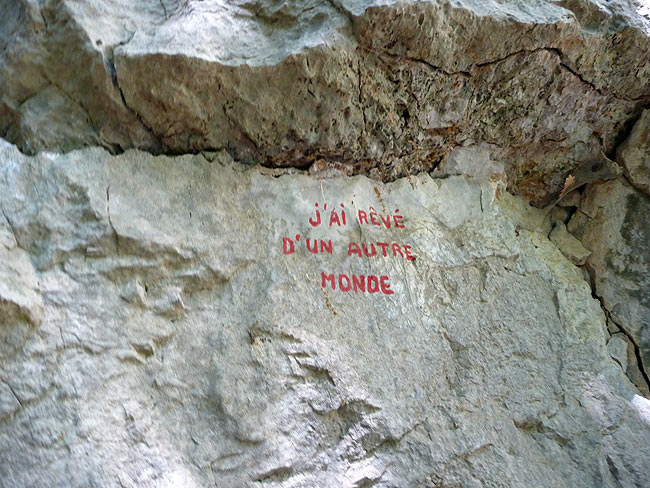 J'Ai RÊVÉ
D'UN AUTRE
MONDE